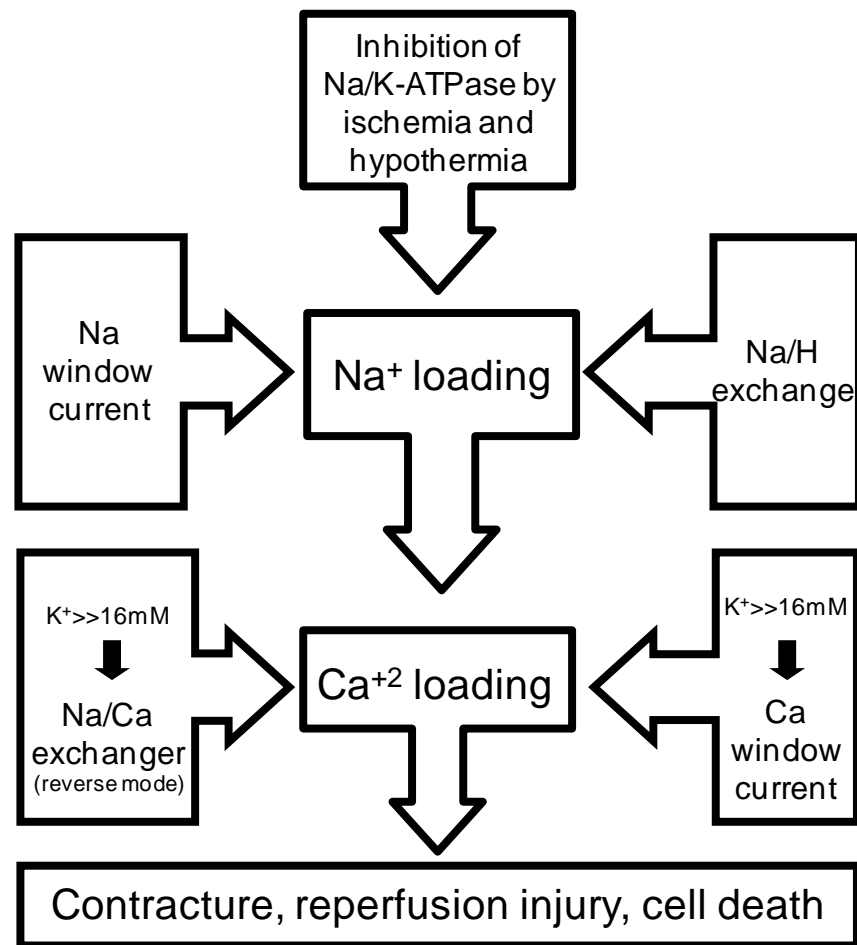 Inhibition of
Na/K-ATPase by
ischemia and
hypothermia
Na
window
current
Na⁺ loading
Na/H
exchange
K⁺>>16mM
Na/Ca
exchanger
(reverse mode)
Ca⁺² loading
K⁺>>16mM
Ca
window
current
Contracture, reperfusion injury, cell death